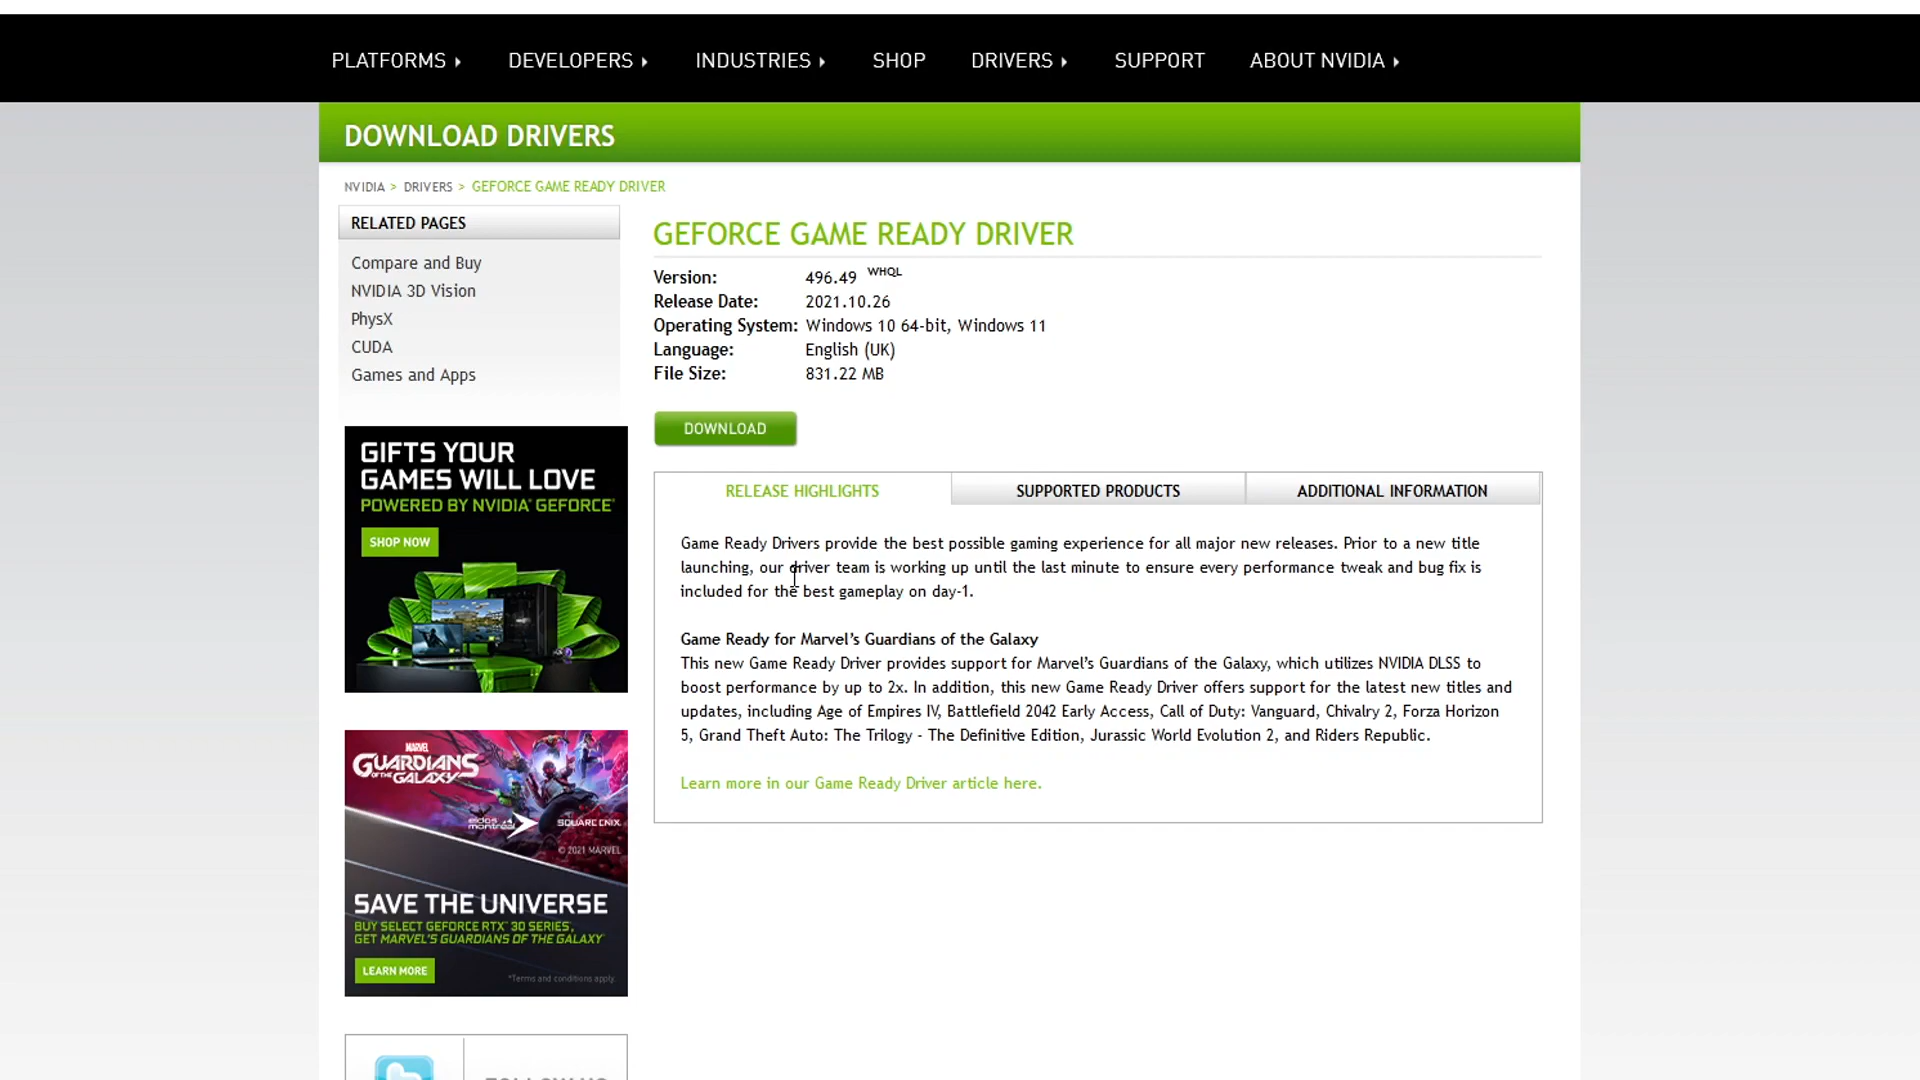 PLATFORMS DEVELOPERS INDUSTRIES SHOP DRIVERS SUPPORT ABOUT NVIDIA
DOWNLOAD DRIVERS
NVIDIA > DRIVERS > GEFORCE GAME READY DRIVER
RELATED PAGES
Compare and Buy
NVIDIA 3D Vision
PhysX
CUDA
Games and Apps
GIFTS YOUR
GAMES WILL LOVE
POWERED BY NVIDIA® GEFORCE®
SHOP NOW
MARVEL
GUARDIANS
OF THE GALAXY
eidos
montréal
SQUARE ENIX.
© 2021 MARVEL
SAVE THE UNIVERSE
BUY SELECT GEFORCE RTX™ 30 SERIES,
GET MARVEL'S GUARDIANS OF THE GALAXY
LEARN MORE
*Terms and conditions apply.
GEFORCE GAME READY DRIVER
Version: 496.49 WHQL
Release Date: 2021.10.26
Operating System: Windows 10 64-bit, Windows 11
Language: English (UK)
File Size: 831.22 MB
DOWNLOAD
RELEASE HIGHLIGHTS SUPPORTED PRODUCTS ADDITIONAL INFORMATION
Game Ready Drivers provide the best possible gaming experience for all major new releases. Prior to a new title
launching, our driver team is working up until the last minute to ensure every performance tweak and bug fix is
included for the best gameplay on day-1.
Game Ready for Marvel’s Guardians of the Galaxy
This new Game Ready Driver provides support for Marvel’s Guardians of the Galaxy, which utilizes NVIDIA DLSS to
boost performance by up to 2x. In addition, this new Game Ready Driver offers support for the latest new titles and
updates, including Age of Empires IV, Battlefield 2042 Early Access, Call of Duty: Vanguard, Chivalry 2, Forza Horizon
5, Grand Theft Auto: The Trilogy - The Definitive Edition, Jurassic World Evolution 2, and Riders Republic.
Learn more in our Game Ready Driver article here.